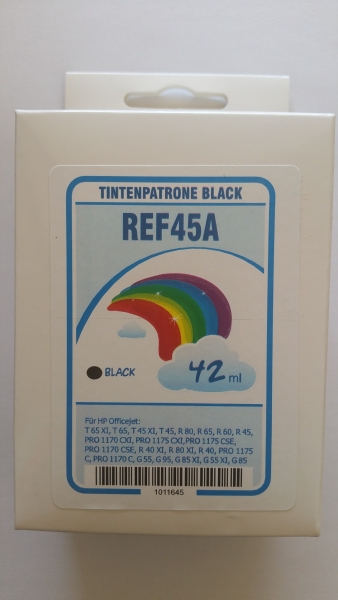 TINTENPATRONE BLACK
REF45A
BLACK
42 ml
Für HP Officejet:
T 65 XI, T 65, T 45 XI, T 45, R 80, R 65, R 60, R 45,
PRO 1170 CXI, PRO 1175 CXI,PRO 1175 CSE,
PRO 1170 CSE, R 40 XI, R 80 XI, R 40, PRO 1175
C, PRO 1170 C, G 55, G 95, G 85 XI, G 55 XI, G 85
1011645